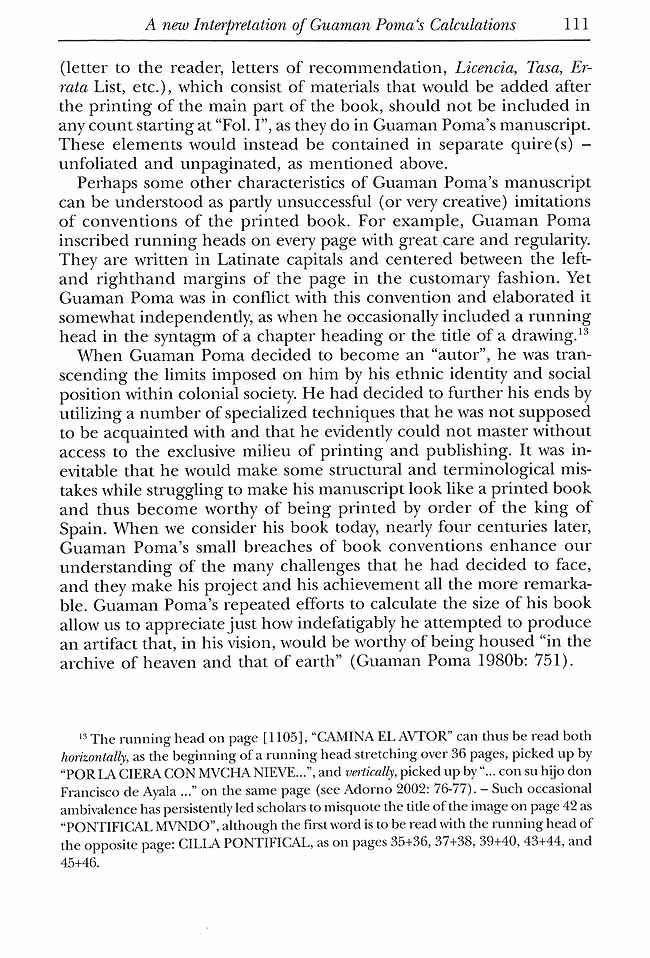 A new Interpretation of Guaman Poma's Calculations 111
(letter to the reader, letters of recommendation, Licencia, Tasa, Er-
rata List, etc.), which consist of materials that would be added after
the printing of the main part of the book, should not be included in
any count starting at “Fol. I”, as they do in Guaman Poma’s manuscript.
These elements would instead be contained in separate quire(s) –
unfoliated and unpaginated, as mentioned above.
Perhaps some other characteristics of Guaman Poma’s manuscript
can be understood as partly unsuccessful (or very creative) imitations
of conventions of the printed book. For example, Guaman Poma
inscribed running heads on every page with great care and regularity.
They are written in Latinate capitals and centered between the left-
and righthand margins of the page in the customary fashion. Yet
Guaman Poma was in conflict with this convention and elaborated it
somewhat independently, as when he occasionally included a running
head in the syntagm of a chapter heading or the title of a drawing.13
When Guaman Poma decided to become an “autor”, he was tran-
scending the limits imposed on him by his ethnic identity and social
position within colonial society. He had decided to further his ends by
utilizing a number of specialized techniques that he was not supposed
to be acquainted with and that he evidently could not master without
access to the exclusive milieu of printing and publishing. It was in-
evitable that he would make some structural and terminological mis-
takes while struggling to make his manuscript look like a printed book
and thus become worthy of being printed by order of the king of
Spain. When we consider his book today, nearly four centuries later,
Guaman Poma’s small breaches of book conventions enhance our
understanding of the many challenges that he had decided to face,
and they make his project and his achievement all the more remarka-
ble. Guaman Poma’s repeated efforts to calculate the size of his book
allow us to appreciate just how indefatigably he attempted to produce
an artifact that, in his vision, would be worthy of being housed “in the
archive of heaven and that of earth” (Guaman Poma 1980b: 751).
13 The running head on page [1105], “CAMINA EL AVTOR” can thus be read both
horizontally, as the beginning of a running head stretching over 36 pages, picked up by
“POR LA CIERA CON MVCHA NIEVE...”, and vertically, picked up by “... con su hijo don
Francisco de Ayala ...” on the same page (see Adorno 2002: 76-77). – Such occasional
ambivalence has persistently led scholars to misquote the title of the image on page 42 as
“PONTIFICAL MVNDO”, although the first word is to be read with the running head of
the opposite page: CILLA PONTIFICAL, as on pages 35+36, 37+38, 39+40, 43+44, and
45+46.